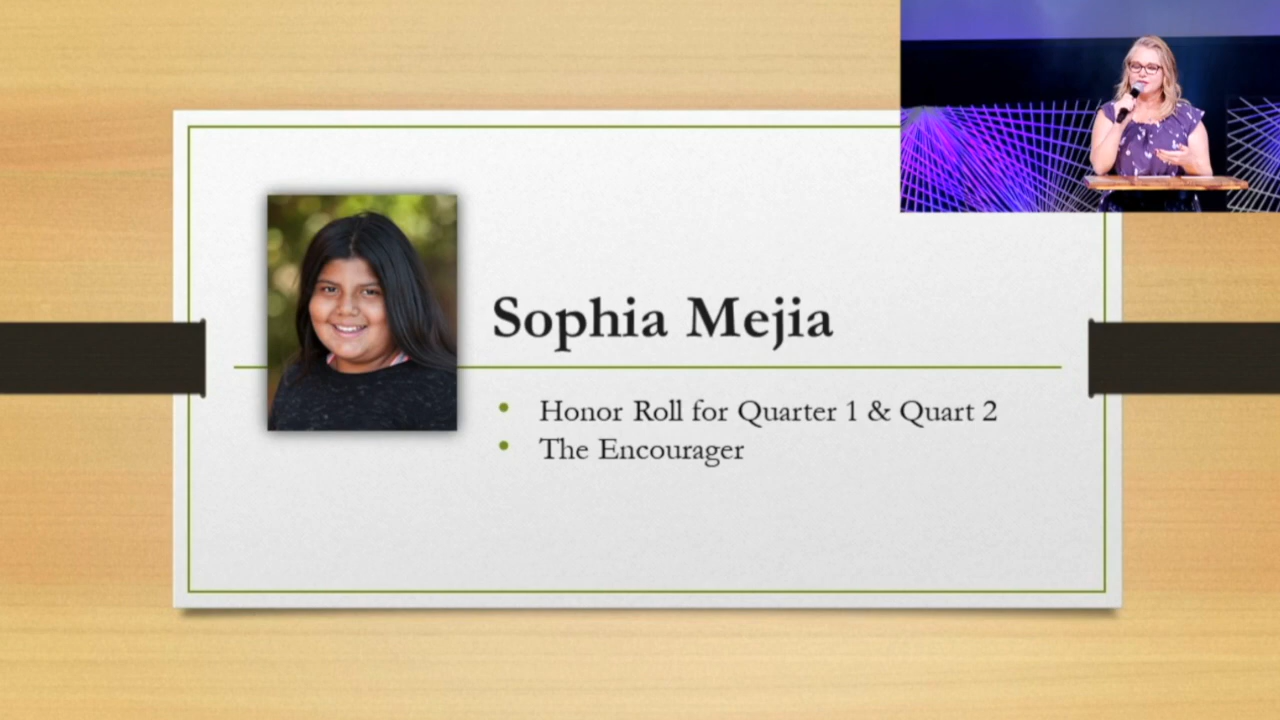 Sophia Mejia
• Honor Roll for Quarter 1 & Quart 2
• The Encourager